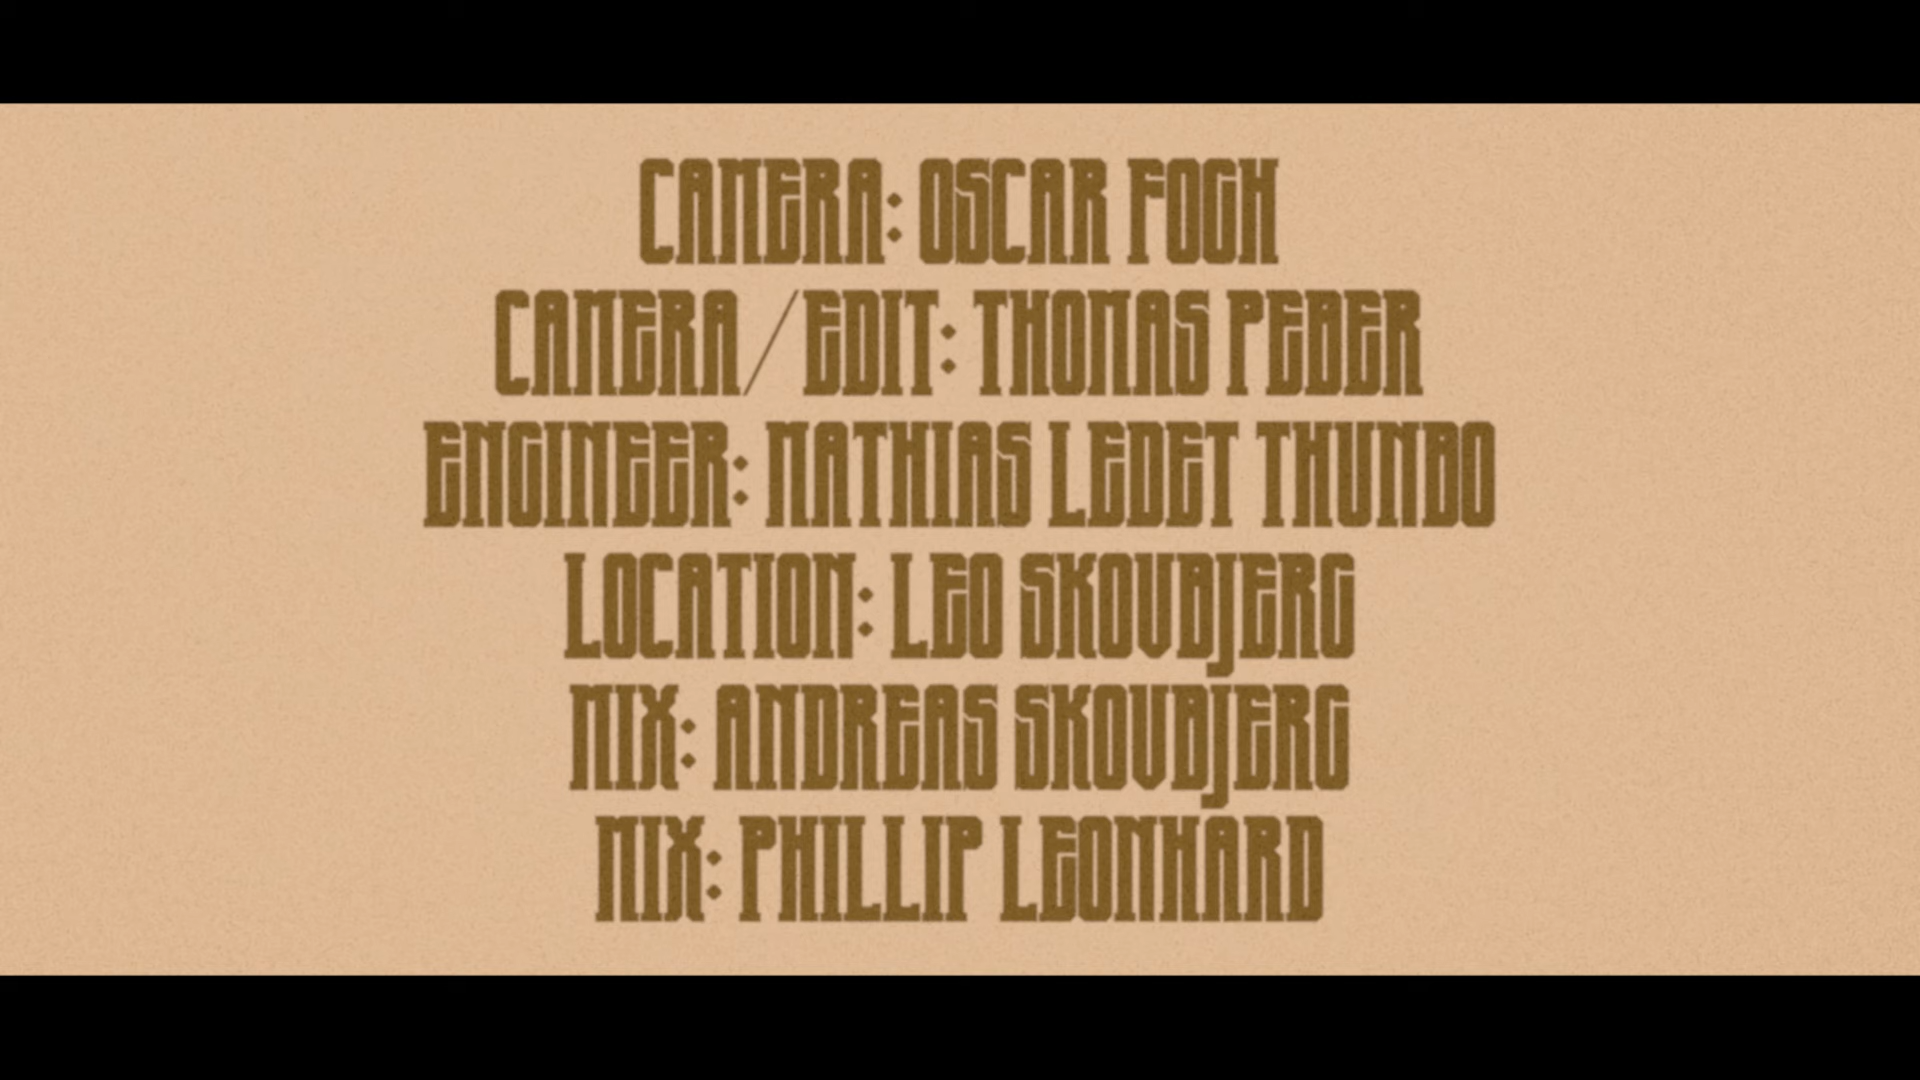 CAMERA: OSCAR FOGH
CAMERA/EDIT: THOMAS PEBER
ENGINEER: MATHIAS LEDET THUNBO
LOCATION: LEO SKOVBJERG
MIX: ANDREAS SKOVBJERG
MIX: PHILLIP LEONHARD